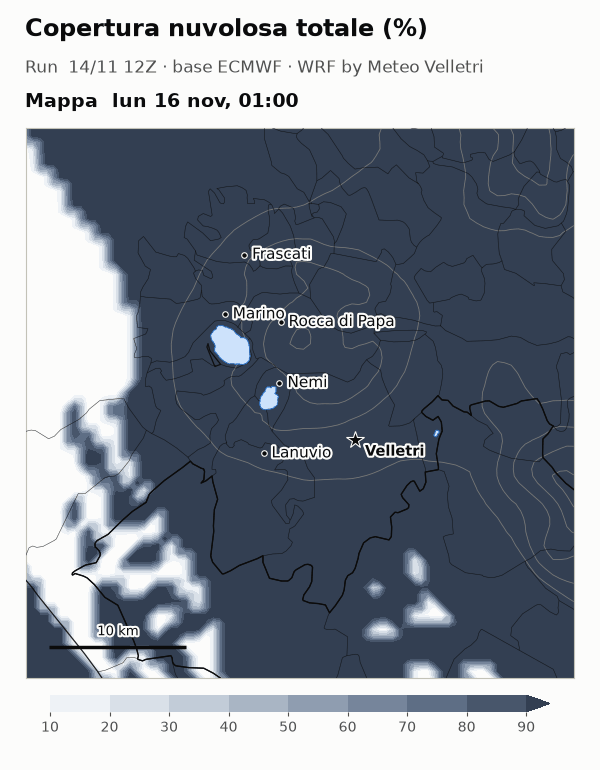 Copertura nuvolosa totale (%)
Run  14/11 12Z · base ECMWF · WRF by Meteo Velletri
Mappa  lun 16 nov, 01:00
Frascati
Marino
Rocca di Papa
Nemi
Velletri
Lanuvio
10 km
10 20 30 40 50 60 70 80 90